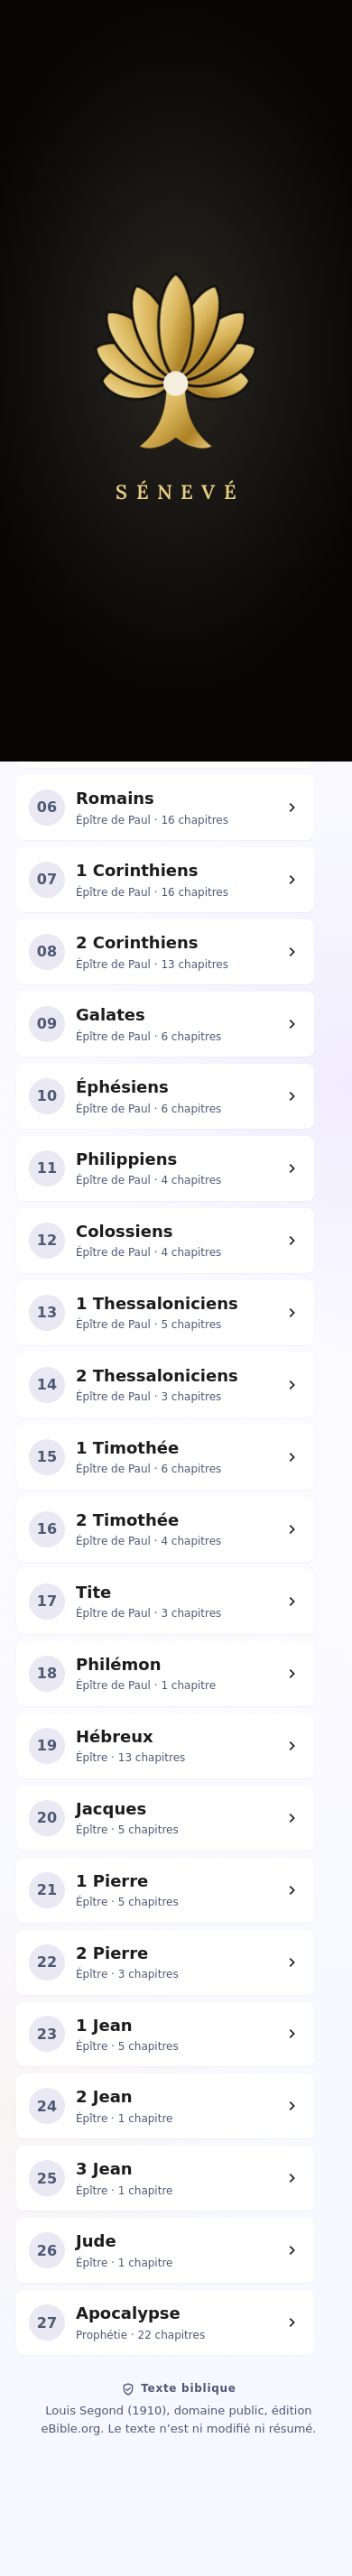 SÉNEVÉ
06
Romains
Épître de Paul · 16 chapitres
07
1 Corinthiens
Épître de Paul · 16 chapitres
08
2 Corinthiens
Épître de Paul · 13 chapitres
09
Galates
Épître de Paul · 6 chapitres
10
Éphésiens
Épître de Paul · 6 chapitres
11
Philippiens
Épître de Paul · 4 chapitres
12
Colossiens
Épître de Paul · 4 chapitres
13
1 Thessaloniciens
Épître de Paul · 5 chapitres
14
2 Thessaloniciens
Épître de Paul · 3 chapitres
15
1 Timothée
Épître de Paul · 6 chapitres
16
2 Timothée
Épître de Paul · 4 chapitres
17
Tite
Épître de Paul · 3 chapitres
18
Philémon
Épître de Paul · 1 chapitre
19
Hébreux
Épître · 13 chapitres
20
Jacques
Épître · 5 chapitres
21
1 Pierre
Épître · 5 chapitres
22
2 Pierre
Épître · 3 chapitres
23
1 Jean
Épître · 5 chapitres
24
2 Jean
Épître · 1 chapitre
25
3 Jean
Épître · 1 chapitre
26
Jude
Épître · 1 chapitre
27
Apocalypse
Prophétie · 22 chapitres
Texte biblique
Louis Segond (1910), domaine public, édition
eBible.org. Le texte n’est ni modifié ni résumé.